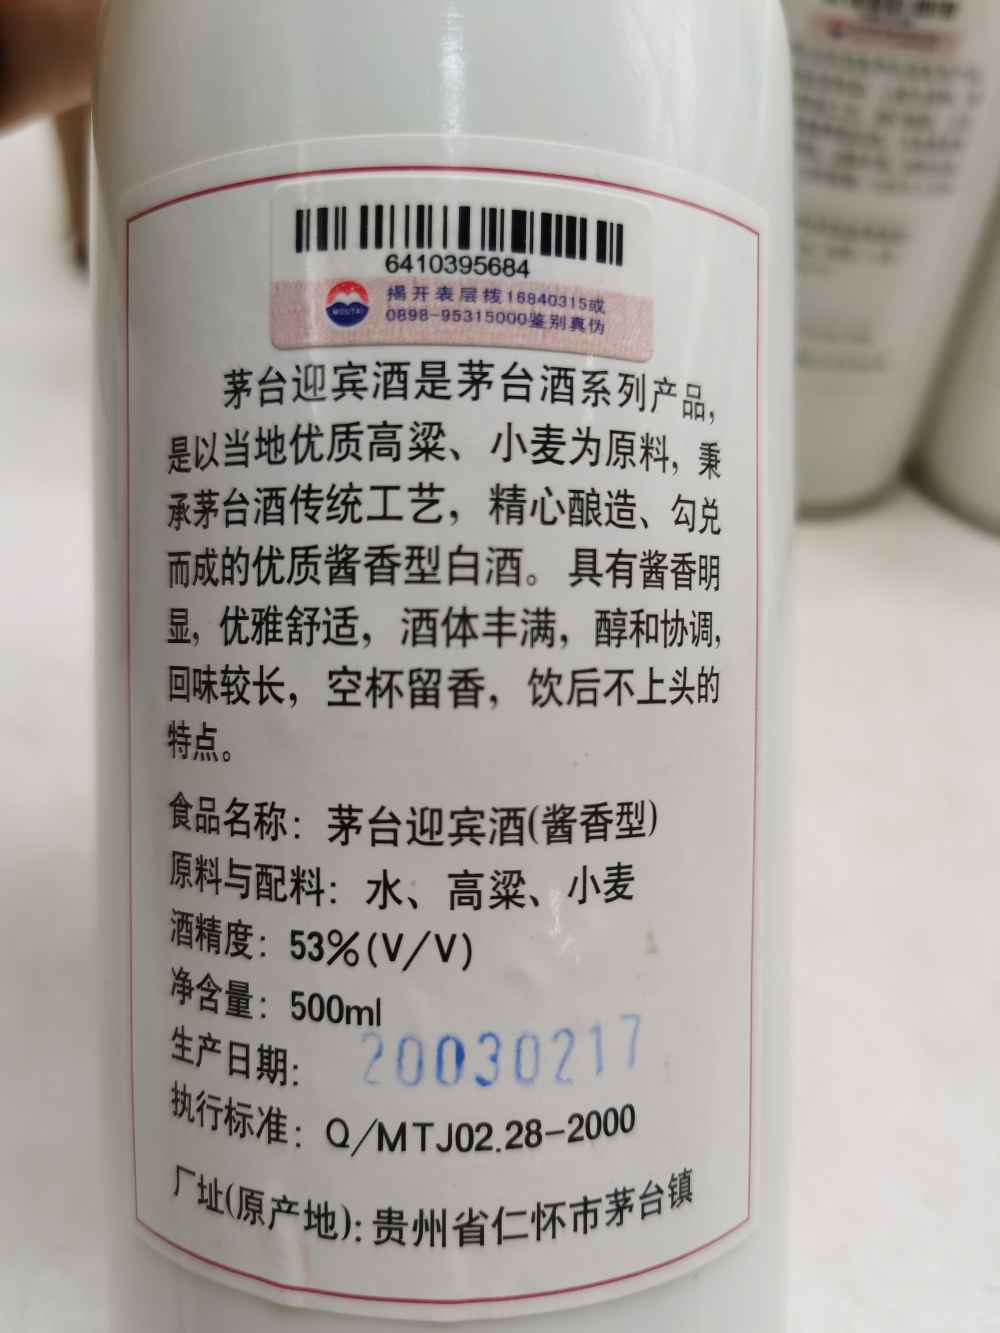 6410395684
MOUTAI
揭开表层拨16840315或
0898-95315000鉴别真伪
茅台迎宾酒是茅台酒系列产品,
是以当地优质高粱、小麦为原料,秉
承茅台酒传统工艺,精心酿造、勾兑
而成的优质酱香型白酒。具有酱香明
显,优雅舒适,酒体丰满,醇和协调,
回味较长,空杯留香,饮后不上头的
特点。
食品名称:茅台迎宾酒(酱香型)
原料与配料:水、高粱、小麦
酒精度:53%(V/V)
净含量:500ml
生产日期:20030217
执行标准:Q/MTJ02.28-2000
厂址(原产地):贵州省仁怀市茅台镇